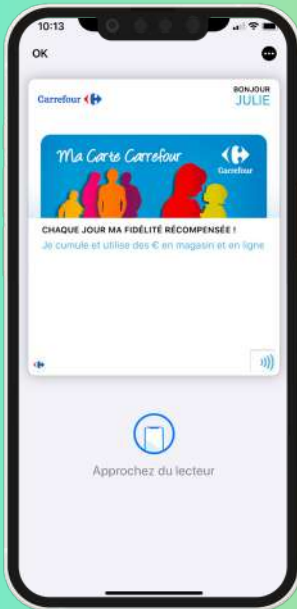 10:13
OK
Carrefour
BONJOUR
JULIE
Ma Carte Carrefour
Carrefour
CHAQUE JOUR MA FIDÉLITÉ RÉCOMPENSÉE !
Je cumule et utilise des € en magasin et en ligne
Approchez du lecteur